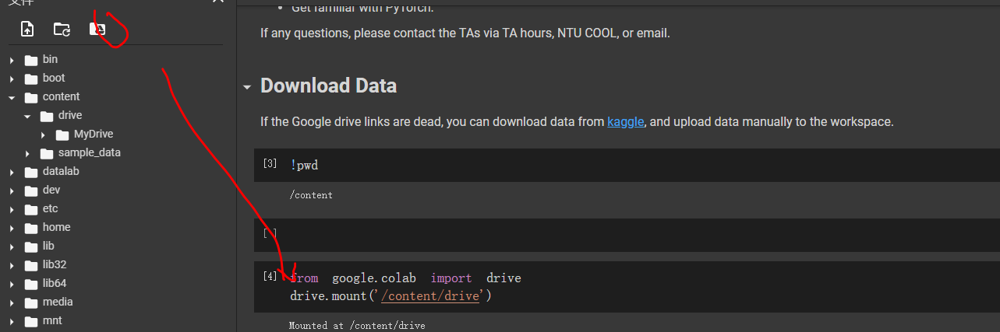 文件
Get familiar with PyTorch.
If any questions, please contact the TAs via TA hours, NTU COOL, or email.
bin
boot
content
drive
MyDrive
sample_data
datalab
dev
etc
home
lib
lib32
lib64
media
mnt
Download Data
If the Google drive links are dead, you can download data from kaggle, and upload data manually to the workspace.
[3] !pwd
/content
[ ]
[4] from google.colab import drive
drive.mount('/content/drive')
Mounted at /content/drive